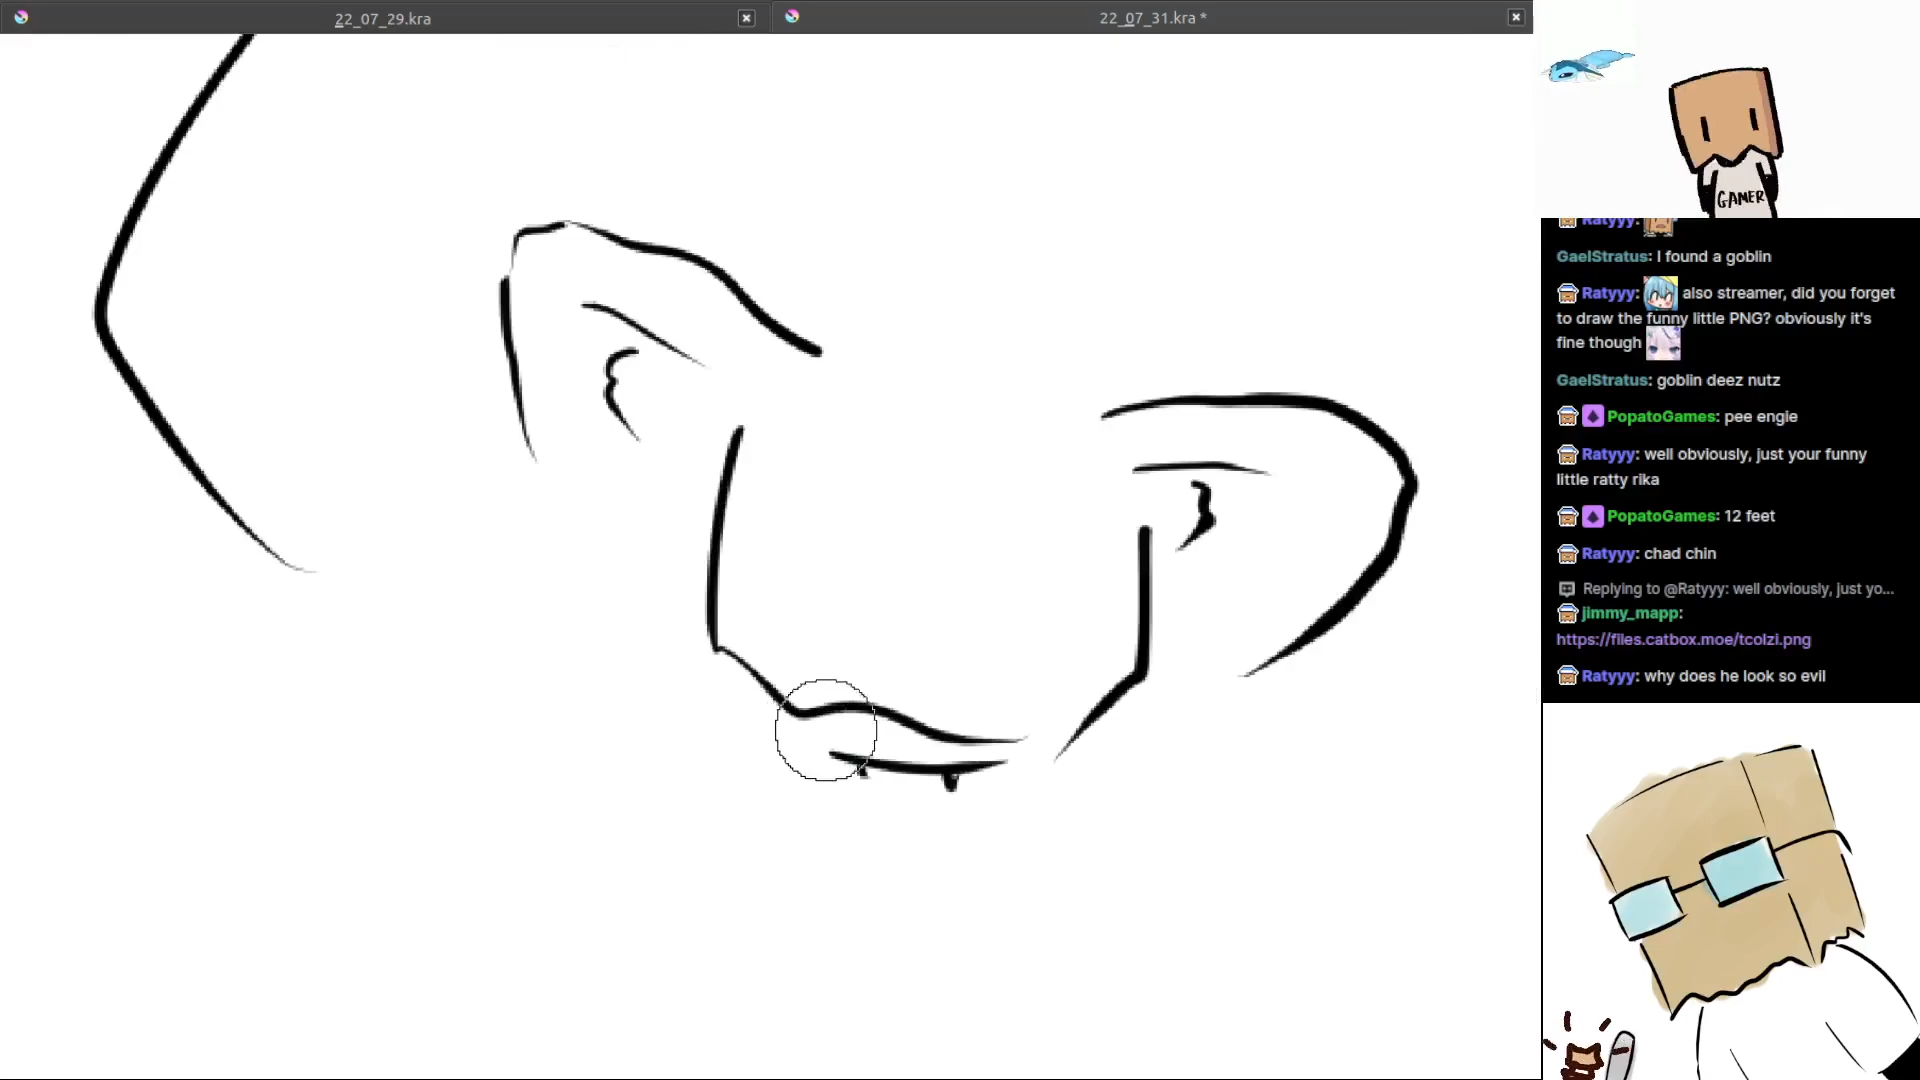 22_07_29.kra
22_07_31.kra *
GAMER
Ratyyy:
GaelStratus: I found a goblin
Ratyyy: also streamer, did you forget
to draw the funny little PNG? obviously it's
fine though
GaelStratus: goblin deez nutz
PopatoGames: pee engie
Ratyyy: well obviously, just your funny
little ratty rika
PopatoGames: 12 feet
Ratyyy: chad chin
Replying to @Ratyyy: well obviously, just yo...
jimmy_mapp:
https://files.catbox.moe/tcolzi.png
Ratyyy: why does he look so evil